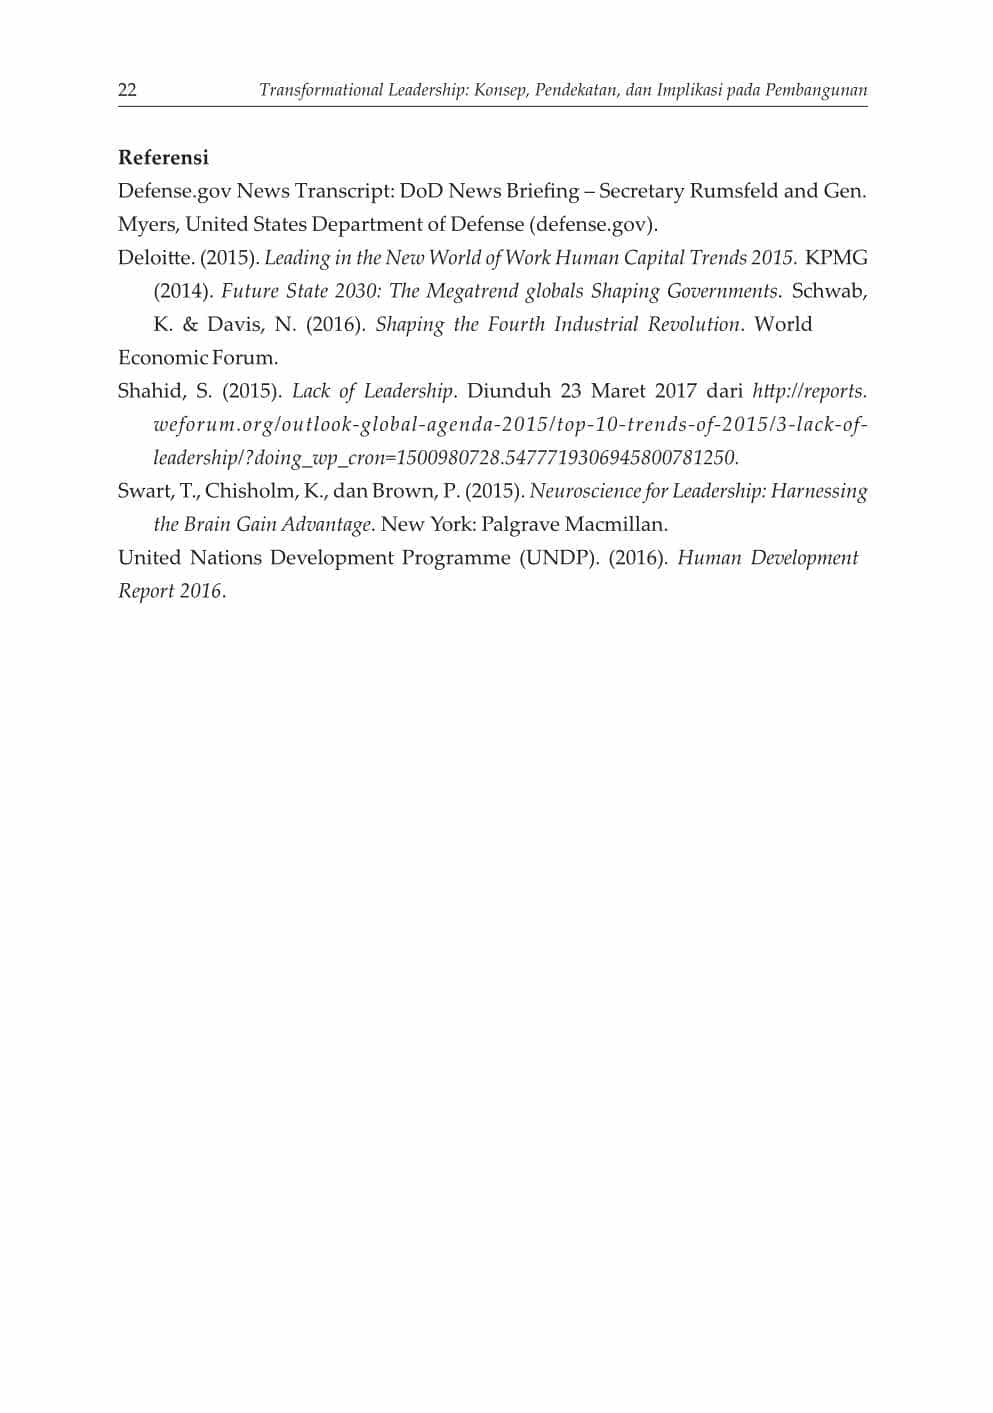 22 Transformational Leadership: Konsep, Pendekatan, dan Implikasi pada Pembangunan
Referensi
Defense.gov News Transcript: DoD News Briefing – Secretary Rumsfeld and Gen.
Myers, United States Department of Defense (defense.gov).
Deloitte. (2015). Leading in the New World of Work Human Capital Trends 2015. KPMG
(2014). Future State 2030: The Megatrend globals Shaping Governments. Schwab,
K. & Davis, N. (2016). Shaping the Fourth Industrial Revolution. World
Economic Forum.
Shahid, S. (2015). Lack of Leadership. Diunduh 23 Maret 2017 dari http://reports.
weforum.org/outlook-global-agenda-2015/top-10-trends-of-2015/3-lack-of-
leadership/?doing_wp_cron=1500980728.5477719306945800781250.
Swart, T., Chisholm, K., dan Brown, P. (2015). Neuroscience for Leadership: Harnessing
the Brain Gain Advantage. New York: Palgrave Macmillan.
United Nations Development Programme (UNDP). (2016). Human Development
Report 2016.